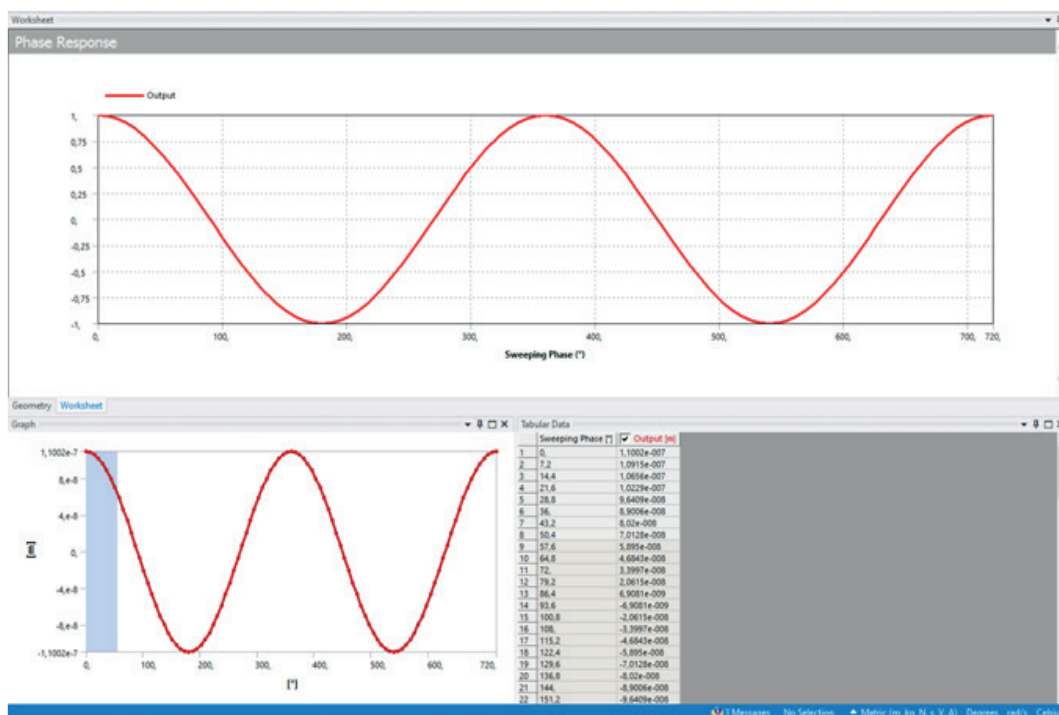 Worksheet
Phase Response
Output
1,
0,75
0,5
0,25
0,
-0,25
-0,5
-0,75
-1,
0, 100, 200, 300, 400, 500, 600, 700, 720,
Sweeping Phase (°)
Geometry Worksheet
Graph
1,1002e-7
8,e-8
4,e-8
0,
-4,e-8
-8,e-8
-1,1002e-7
[m]
0, 100, 200, 300, 400, 500, 600, 720,
[°]
Tabular Data
Sweeping Phase [°] Output [m]
1 0, 1,1002e-007
2 7,2 1,0915e-007
3 14,4 1,0656e-007
4 21,6 1,0229e-007
5 28,8 9,6409e-008
6 36, 8,9006e-008
7 43,2 8,02e-008
8 50,4 7,0128e-008
9 57,6 5,895e-008
10 64,8 4,6843e-008
11 72, 3,3997e-008
12 79,2 2,0615e-008
13 86,4 6,9081e-009
14 93,6 -6,9081e-009
15 100,8 -2,0615e-008
16 108, -3,3997e-008
17 115,2 -4,6843e-008
18 122,4 -5,895e-008
19 129,6 -7,0128e-008
20 136,8 -8,02e-008
21 144, -8,9006e-008
22 151,2 -9,6409e-008
3 Messages No Selection Metric (m, kg, N, s, V, A) Degrees rad/s Celsi